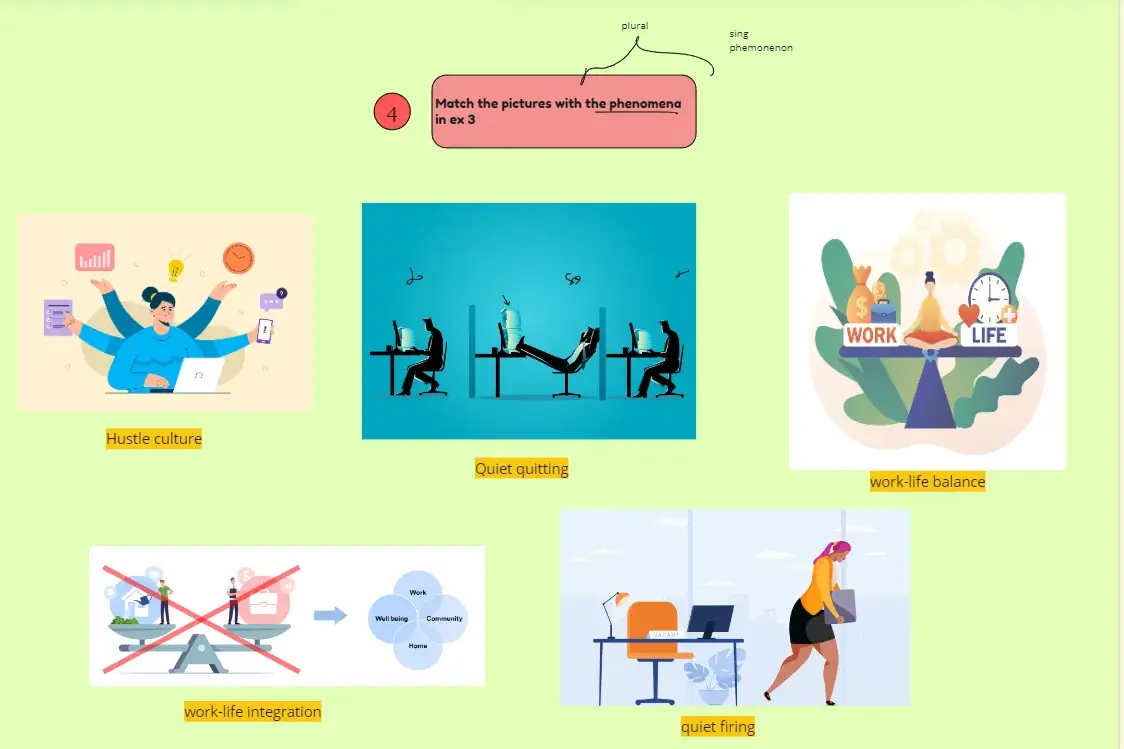 plural
sing
phemonenon
4
Match the pictures with the phenomena
in ex 3
WORK
LIFE
Hustle culture
Quiet quitting
work-life balance
Work
Well being
Community
Home
VACANT
work-life integration
quiet firing